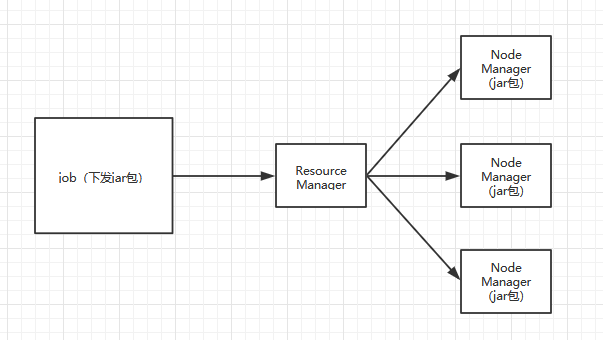 job（下发jar包）
Resource
Manager
Node
Manager
(jar包)
Node
Manager
(jar包)
Node
Manager
(jar包)